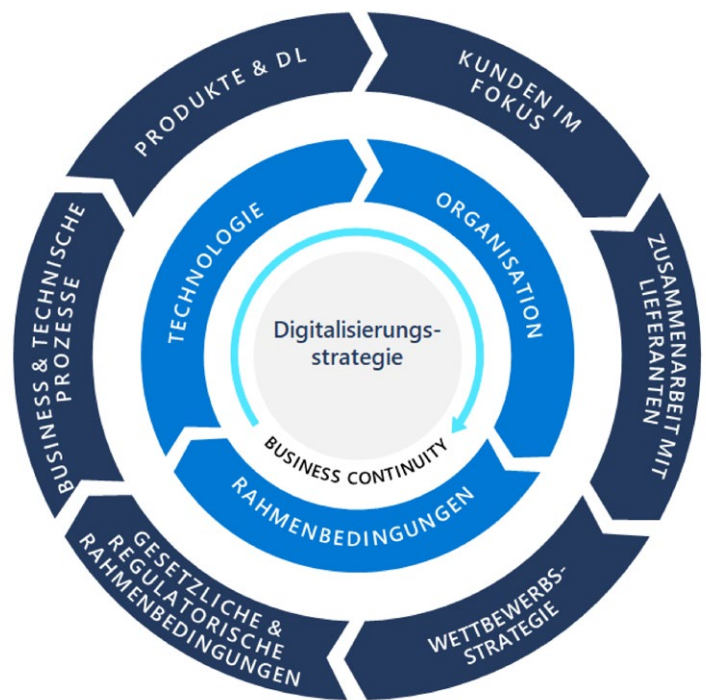 PRODUKTE & DL
KUNDEN IM
FOKUS
ZUSAMMENARBEIT MIT
LIEFERANTEN
WETTBEWERBS-
STRATEGIE
GESETZLICHE &
REGULATORISCHE
RAHMENBEDINGUNGEN
BUSINESS & TECHNISCHE
PROZESSE
TECHNOLOGIE
ORGANISATION
RAHMENBEDINGUNGEN
Digitalisierungs-
strategie
BUSINESS CONTINUITY